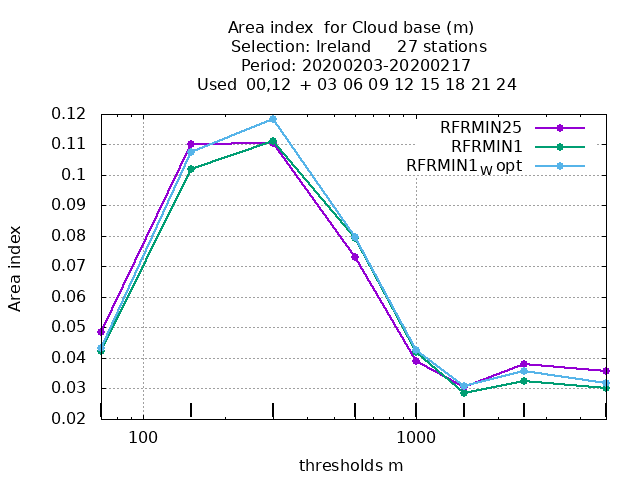 Area index  for Cloud base (m)
Selection: Ireland     27 stations
Period: 20200203-20200217
Used  00,12  + 03 06 09 12 15 18 21 24
RFRMIN25
RFRMIN1
RFRMIN1W opt
0.12
0.11
0.1
0.09
0.08
0.07
0.06
0.05
0.04
0.03
0.02
Area index
100
1000
thresholds m